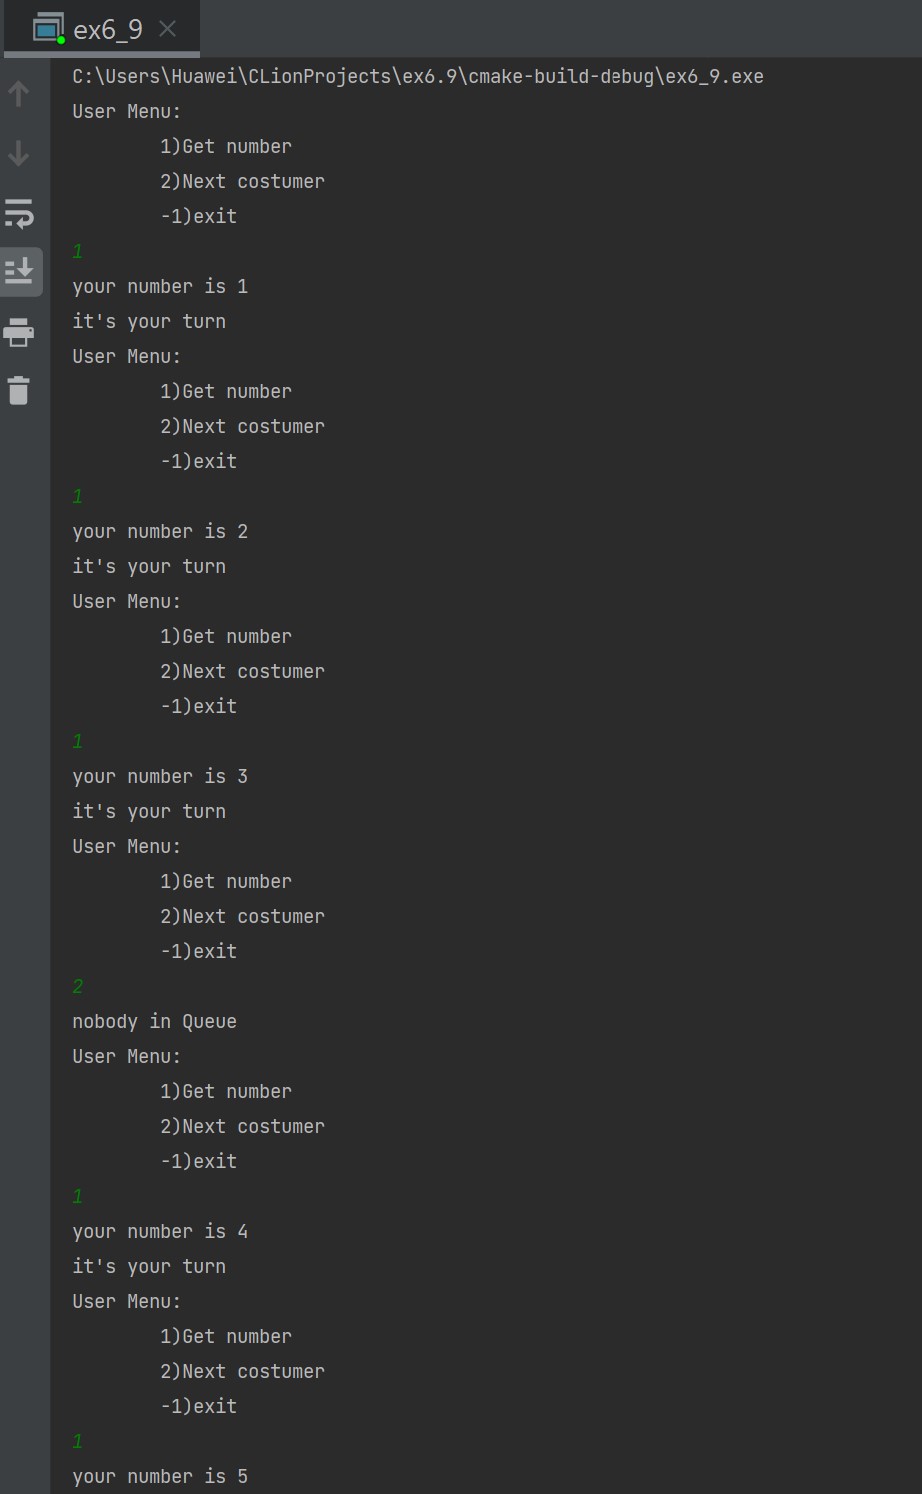 ex6_9
C:\Users\Huawei\CLionProjects\ex6.9\cmake-build-debug\ex6_9.exe
User Menu:
1)Get number
2)Next costumer
-1)exit
1
your number is 1
it's your turn
User Menu:
1)Get number
2)Next costumer
-1)exit
1
your number is 2
it's your turn
User Menu:
1)Get number
2)Next costumer
-1)exit
1
your number is 3
it's your turn
User Menu:
1)Get number
2)Next costumer
-1)exit
2
nobody in Queue
User Menu:
1)Get number
2)Next costumer
-1)exit
1
your number is 4
it's your turn
User Menu:
1)Get number
2)Next costumer
-1)exit
1
your number is 5